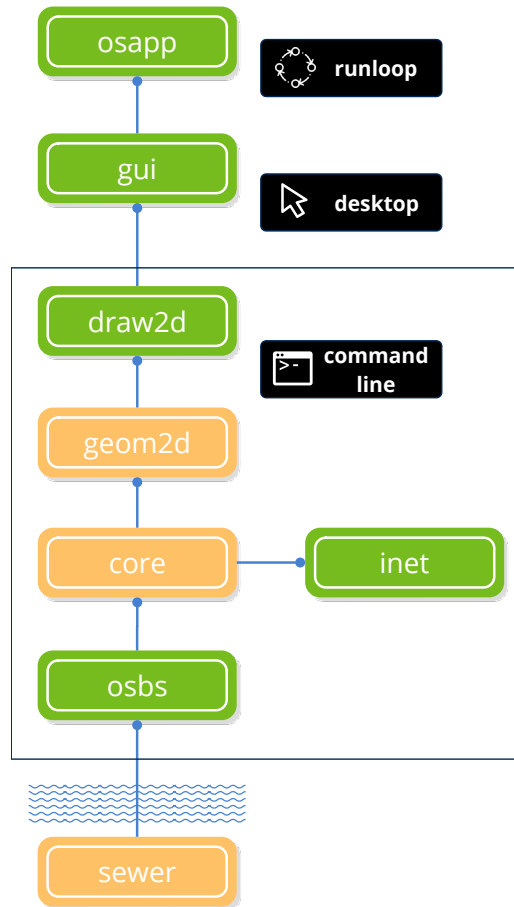 osapp
runloop
gui
desktop
draw2d
command
line
>-
geom2d
core
inet
osbs
sewer